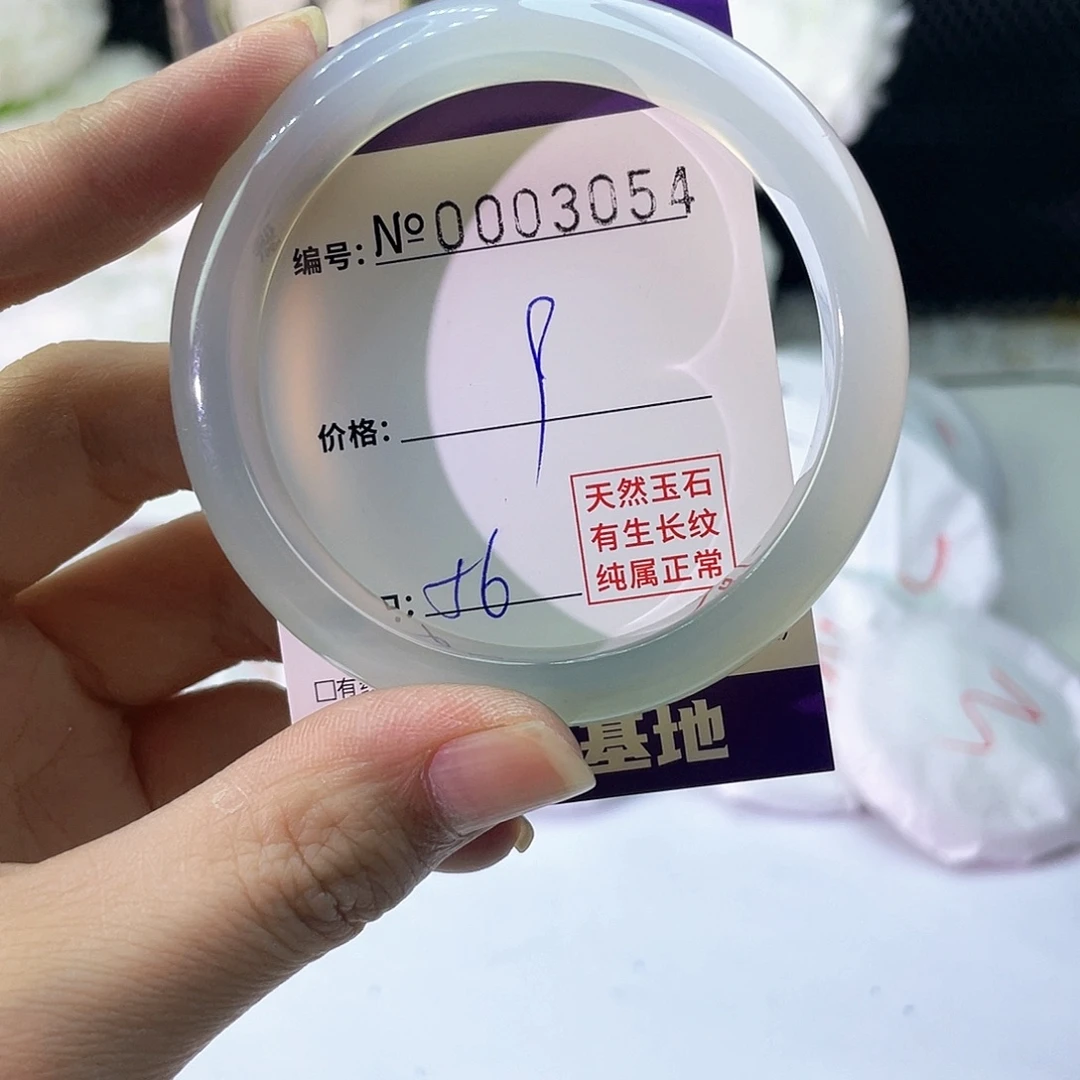 编号：№0003054
价格：
天然玉石
有生长纹
纯属正常
56
□有
基地